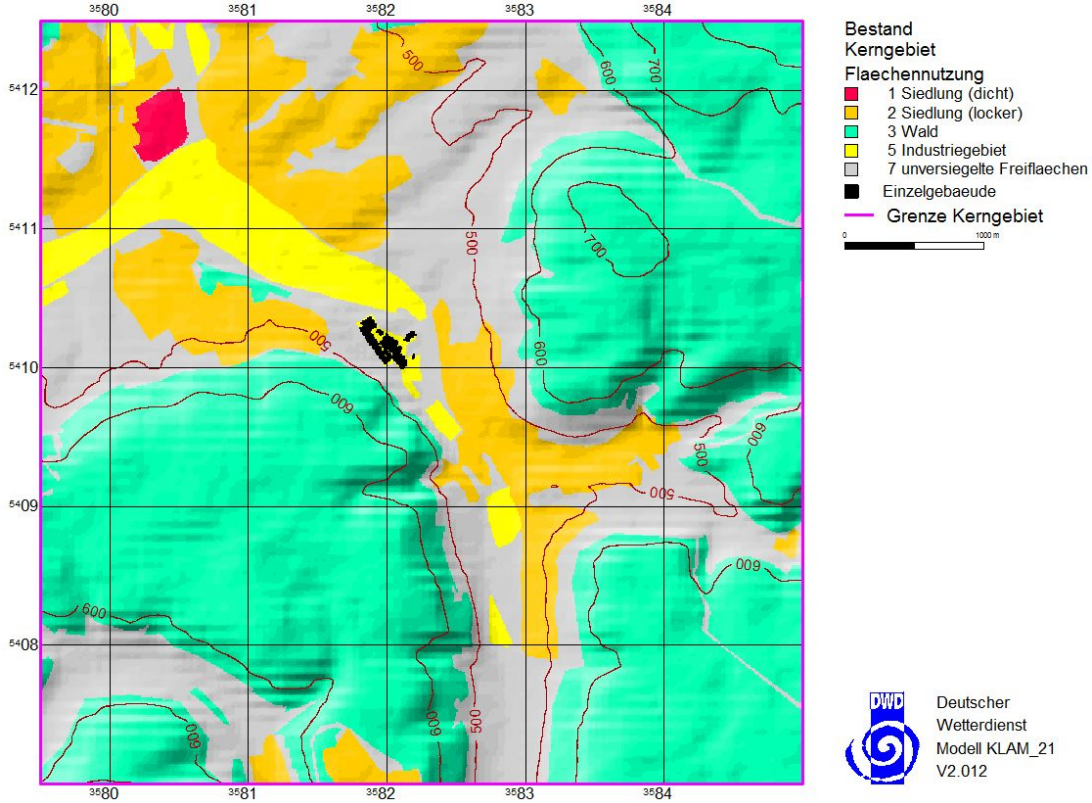 3580 3581 3582 3583 3584
5412
5411
5410
5409
5408
3580 3581 3582 3583 3584
500
600
700
500
700
600
500
600
600
500
500
600
600
600
600
500
Bestand
Kerngebiet
Flaechennutzung
1 Siedlung (dicht)
2 Siedlung (locker)
3 Wald
5 Industriegebiet
7 unversiegelte Freiflaechen
Einzelgebaeude
Grenze Kerngebiet
0 1000 m
DWD
Deutscher
Wetterdienst
Modell KLAM_21
V2.012